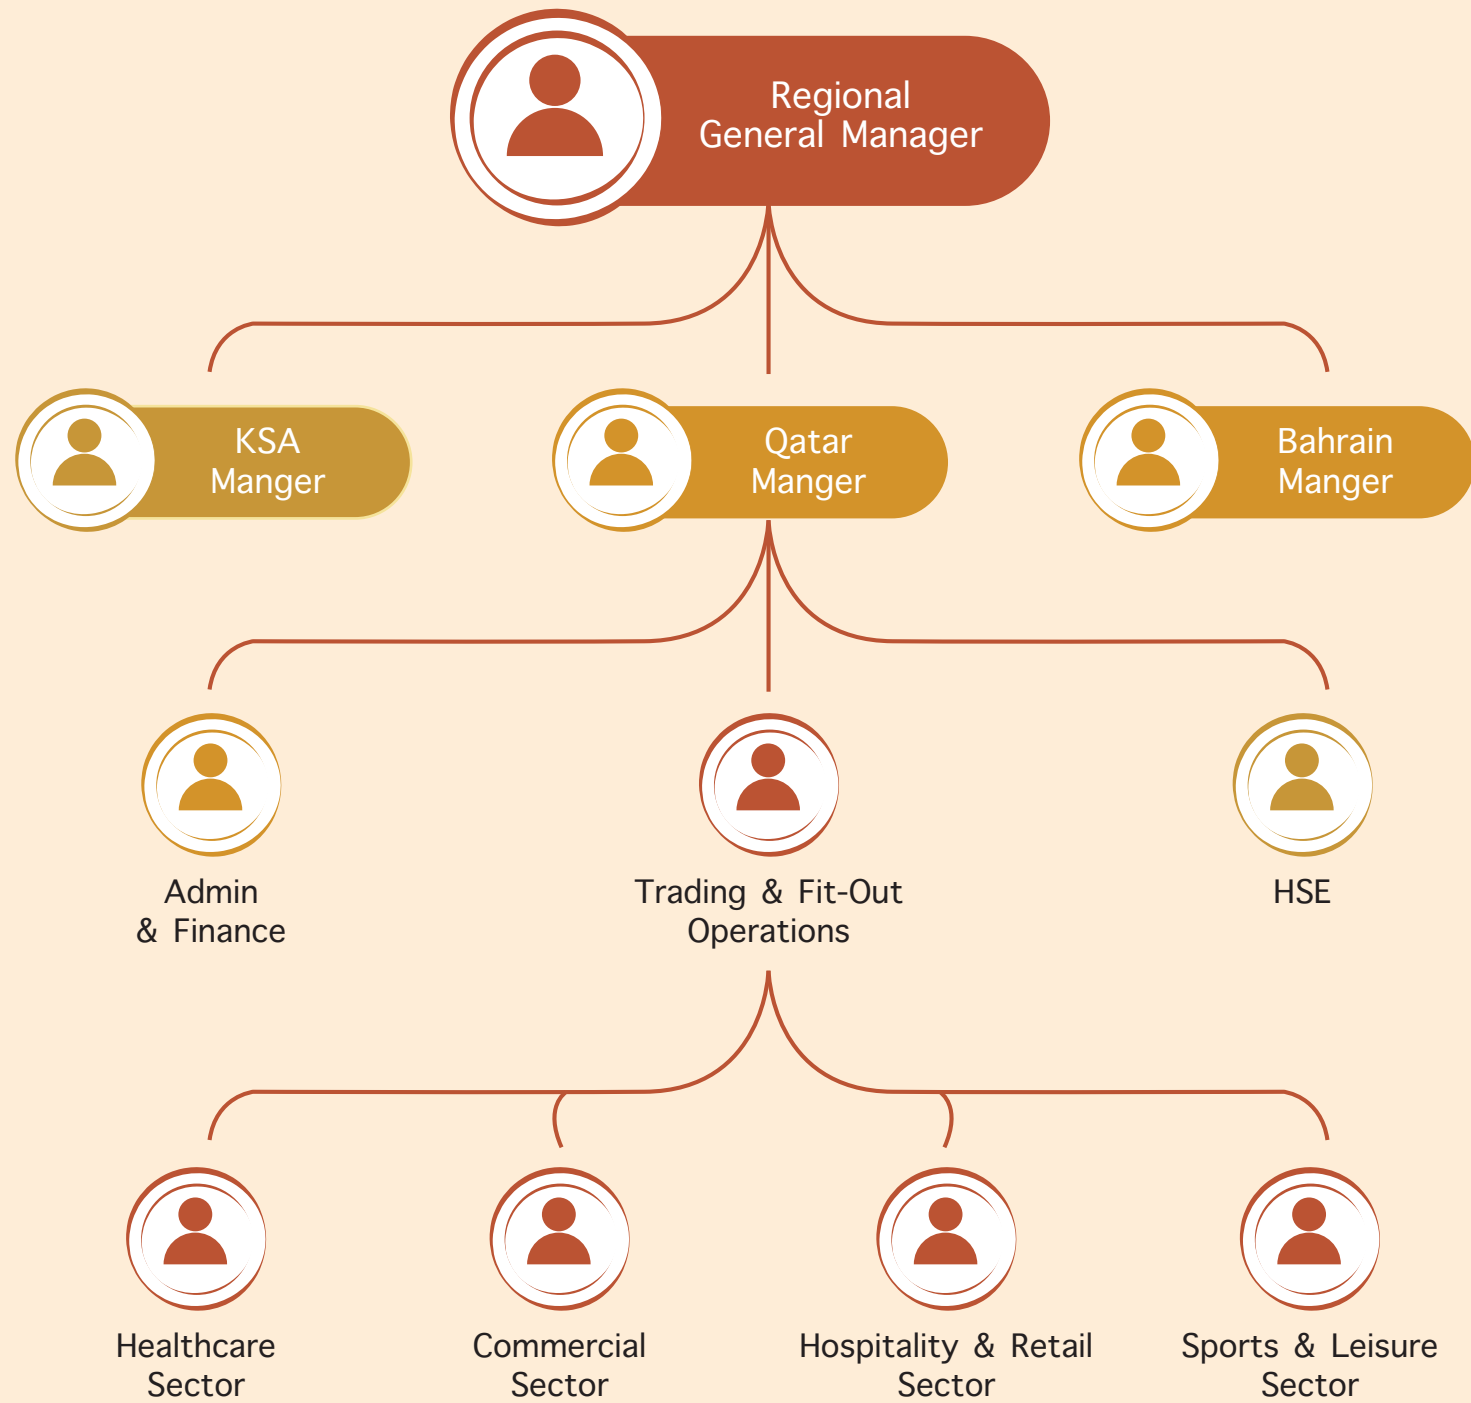 Regional
General Manager
KSA
Manger
Qatar
Manger
Bahrain
Manger
Admin
& Finance
Trading & Fit-Out
Operations
HSE
Healthcare
Sector
Commercial
Sector
Hospitality & Retail
Sector
Sports & Leisure
Sector